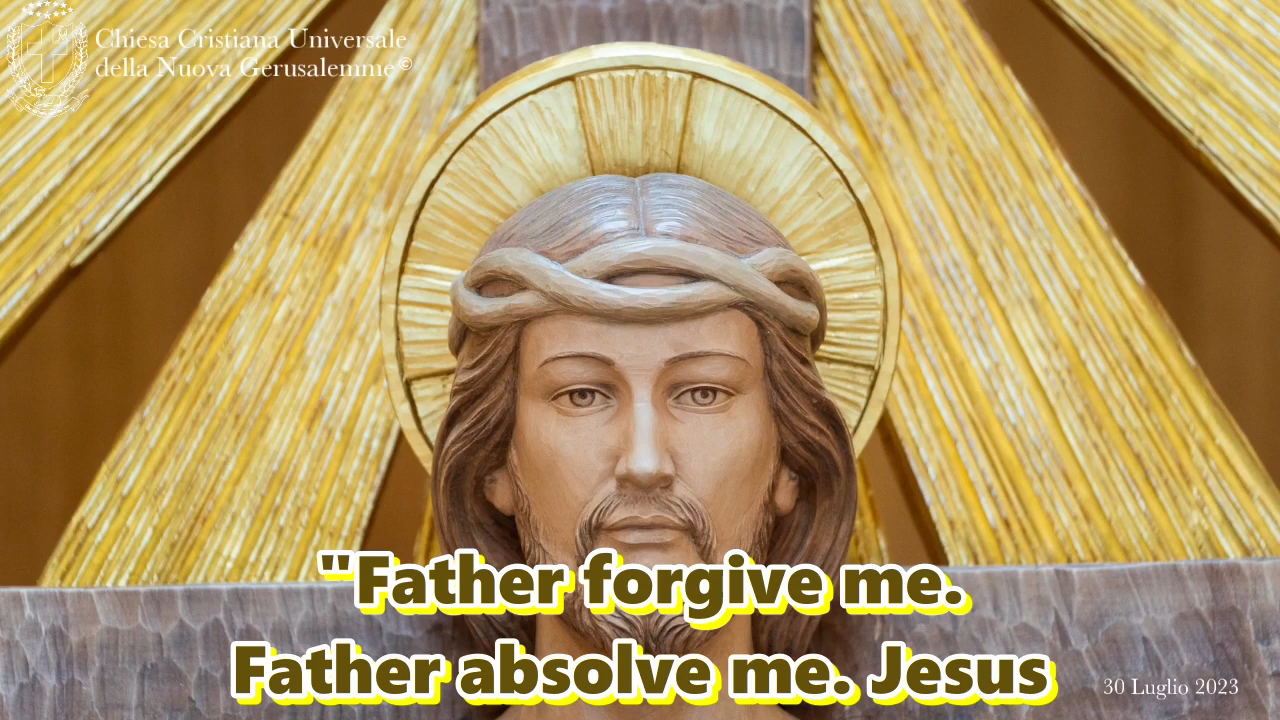 Chiesa Cristiana Universale
della Nuova Gerusalemme©
"Father forgive me.
Father absolve me. Jesus
30 Luglio 2023